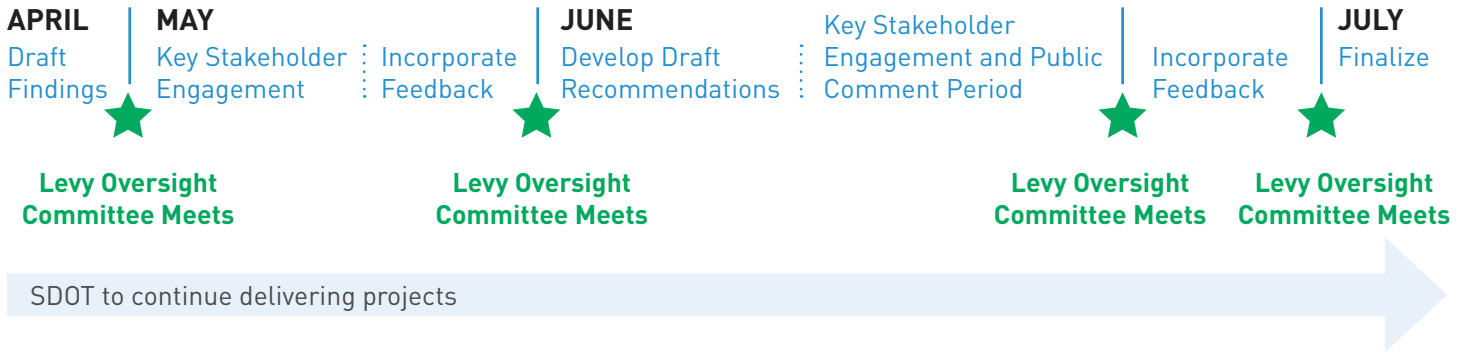 APRIL
Draft
Findings
MAY
Key Stakeholder
Engagement
Incorporate
Feedback
JUNE
Develop Draft
Recommendations
Key Stakeholder
Engagement and Public
Comment Period
Incorporate
Feedback
JULY
Finalize
Levy Oversight
Committee Meets
Levy Oversight
Committee Meets
Levy Oversight
Committee Meets
Levy Oversight
Committee Meets
SDOT to continue delivering projects